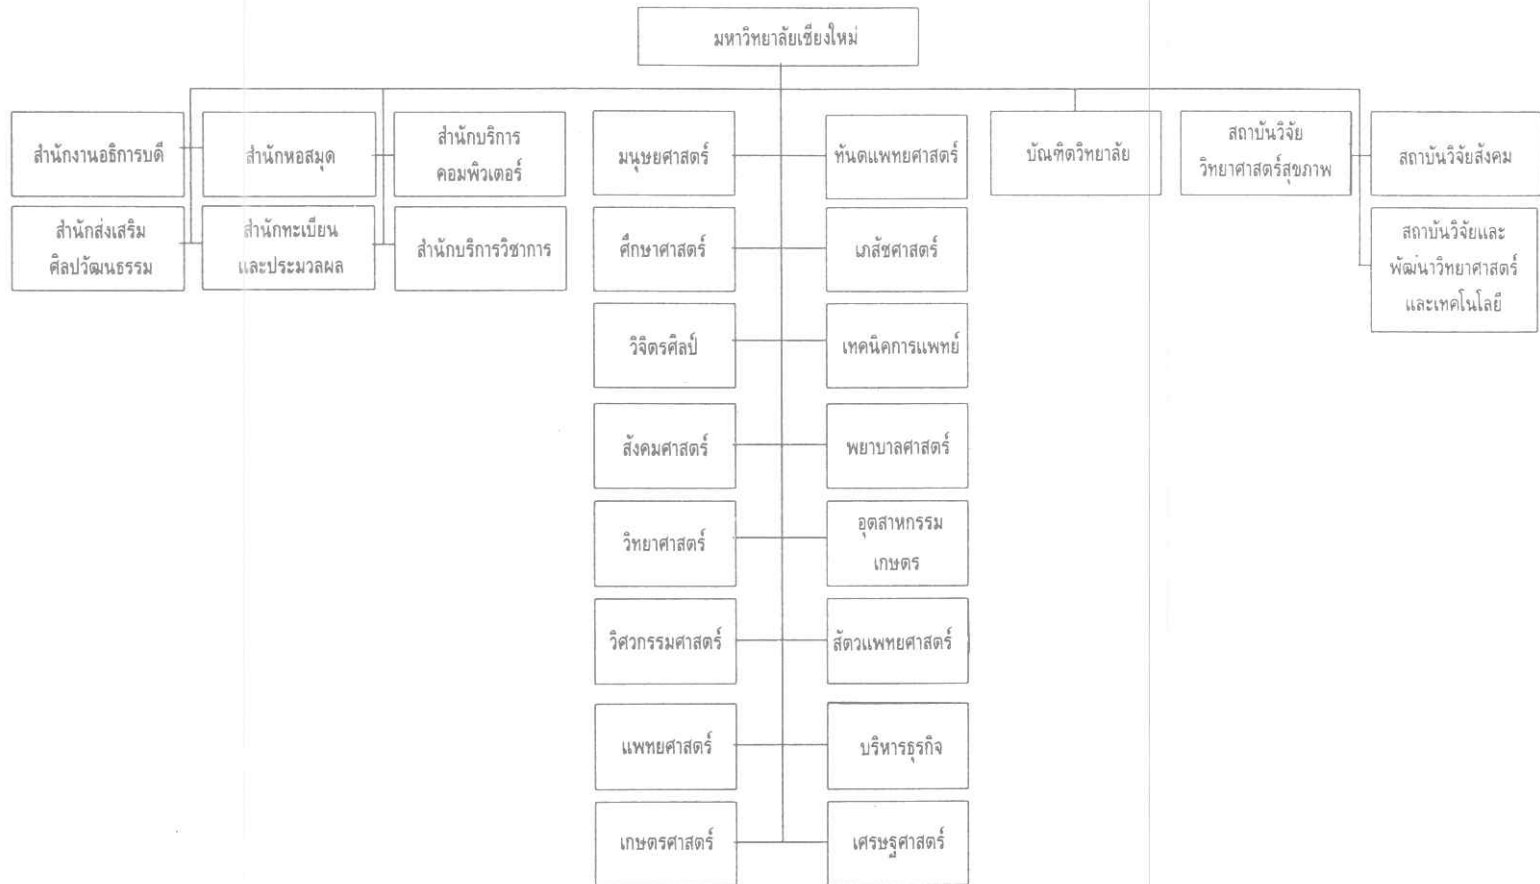 มหาวิทยาลัยเชียงใหม่
สำนักงานอธิการบดี
สำนักหอสมุด
สำนักบริการ
คอมพิวเตอร์
มนุษยศาสตร์
ทันตแพทยศาสตร์
บัณฑิตวิทยาลัย
สถาบันวิจัย
วิทยาศาสตร์สุขภาพ
สถาบันวิจัยสังคม
สำนักส่งเสริม
ศิลปวัฒนธรรม
สำนักทะเบียน
และประมวลผล
สำนักบริการวิชาการ
ศึกษาศาสตร์
เภสัชศาสตร์
สถาบันวิจัยและ
พัฒนาวิทยาศาสตร์
และเทคโนโลยี
วิจิตรศิลป์
เทคนิคการแพทย์
สังคมศาสตร์
พยาบาลศาสตร์
วิทยาศาสตร์
อุตสาหกรรม
เกษตร
วิศวกรรมศาสตร์
สัตวแพทยศาสตร์
แพทยศาสตร์
บริหารธุรกิจ
เกษตรศาสตร์
เศรษฐศาสตร์